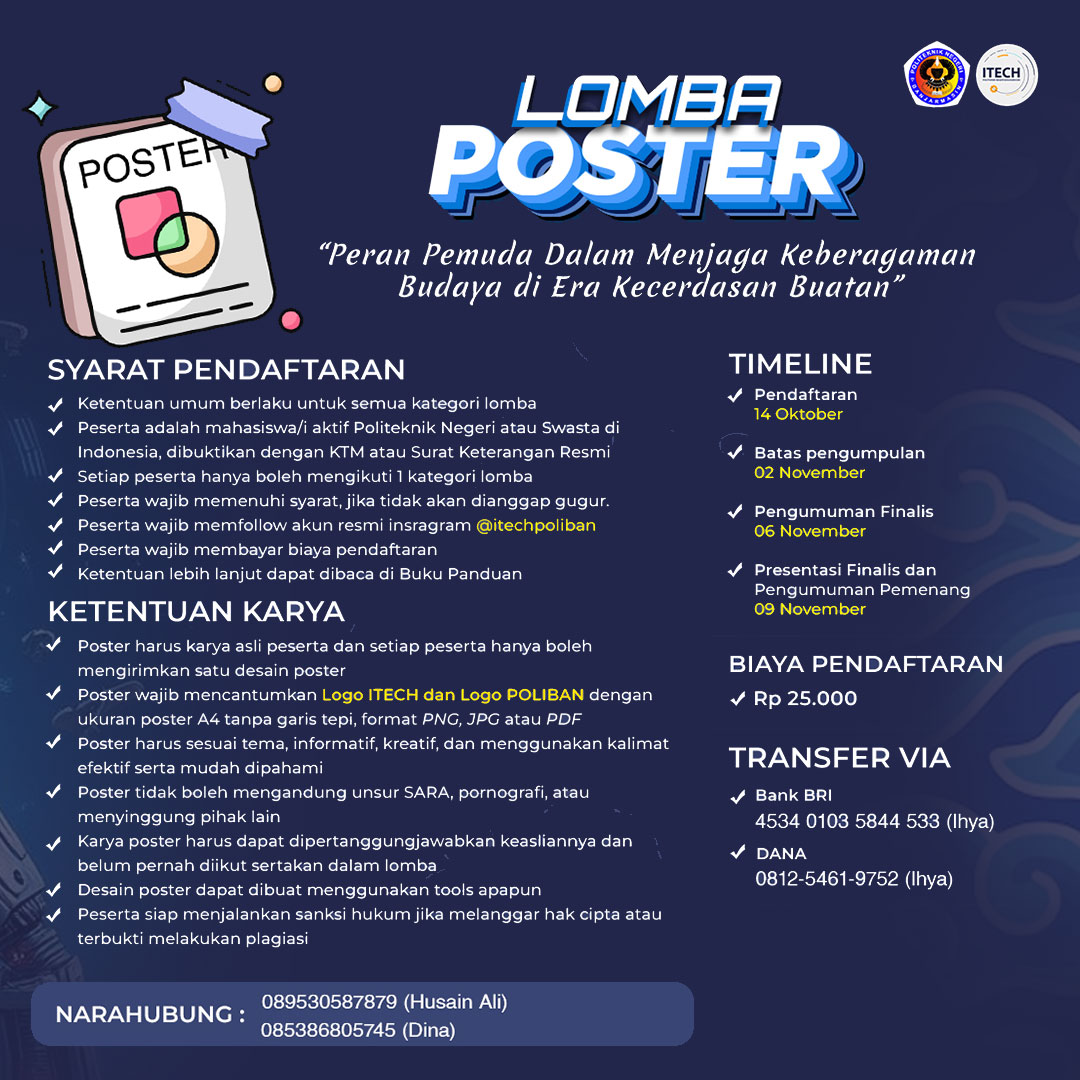 POLITEKNIK NEGERI
BANJARMASIN
ITECH
POSTER
LOMBA
POSTER
“Peran Pemuda Dalam Menjaga Keberagaman
Budaya di Era Kecerdasan Buatan”
SYARAT PENDAFTARAN
Ketentuan umum berlaku untuk semua kategori lomba
Peserta adalah mahasiswa/i aktif Politeknik Negeri atau Swasta di
Indonesia, dibuktikan dengan KTM atau Surat Keterangan Resmi
Setiap peserta hanya boleh mengikuti 1 kategori lomba
Peserta wajib memenuhi syarat, jika tidak akan dianggap gugur.
Peserta wajib memfollow akun resmi insragram @itechpoliban
Peserta wajib membayar biaya pendaftaran
Ketentuan lebih lanjut dapat dibaca di Buku Panduan
KETENTUAN KARYA
Poster harus karya asli peserta dan setiap peserta hanya boleh
mengirimkan satu desain poster
Poster wajib mencantumkan Logo ITECH dan Logo POLIBAN dengan
ukuran poster A4 tanpa garis tepi, format PNG, JPG atau PDF
Poster harus sesuai tema, informatif, kreatif, dan menggunakan kalimat
efektif serta mudah dipahami
Poster tidak boleh mengandung unsur SARA, pornografi, atau
menyinggung pihak lain
Karya poster harus dapat dipertanggungjawabkan keasliannya dan
belum pernah diikut sertakan dalam lomba
Desain poster dapat dibuat menggunakan tools apapun
Peserta siap menjalankan sanksi hukum jika melanggar hak cipta atau
terbukti melakukan plagiasi
TIMELINE
Pendaftaran
14 Oktober
Batas pengumpulan
02 November
Pengumuman Finalis
06 November
Presentasi Finalis dan
Pengumuman Pemenang
09 November
BIAYA PENDAFTARAN
Rp 25.000
TRANSFER VIA
Bank BRI
4534 0103 5844 533 (Ihya)
DANA
0812-5461-9752 (Ihya)
NARAHUBUNG :
089530587879 (Husain Ali)
085386805745 (Dina)